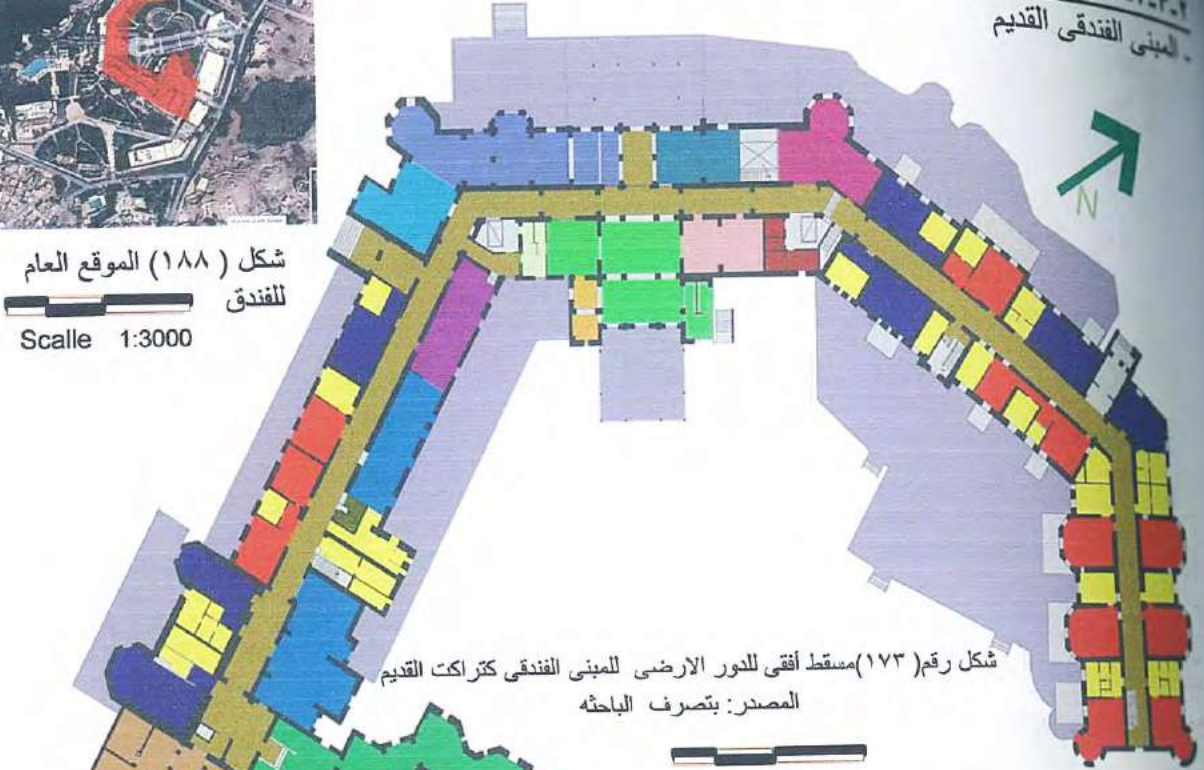 - المبنى الفندقى القديم
N
شكل ( ١٨٨) الموقع العام
للفندق
Scalle 1:3000
شكل رقم( ١٧٣)مسقط أفقى للدور الارضى للمبنى الفندقى كتراكت القديم
المصدر: بتصرف الباحثه